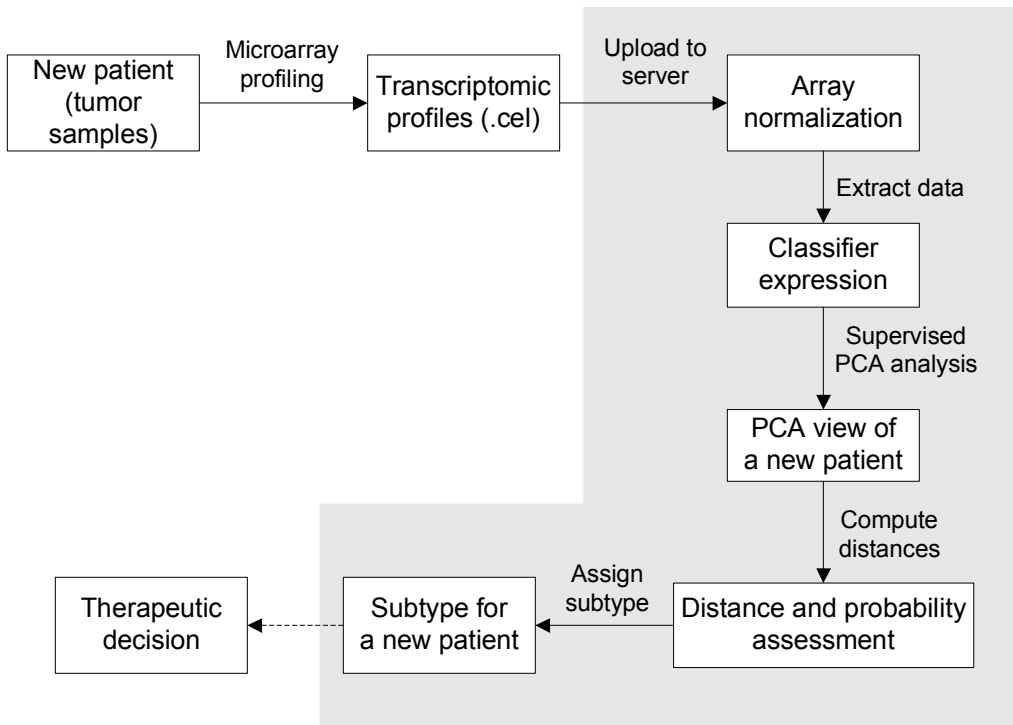 New patient
(tumor
samples)
Microarray
profiling
Transcriptomic
profiles (.cel)
Upload to
server
Array
normalization
Extract data
Classifier
expression
Supervised
PCA analysis
PCA view of
a new patient
Compute
distances
Distance and probability
assessment
Assign
subtype
Subtype for
a new patient
Therapeutic
decision